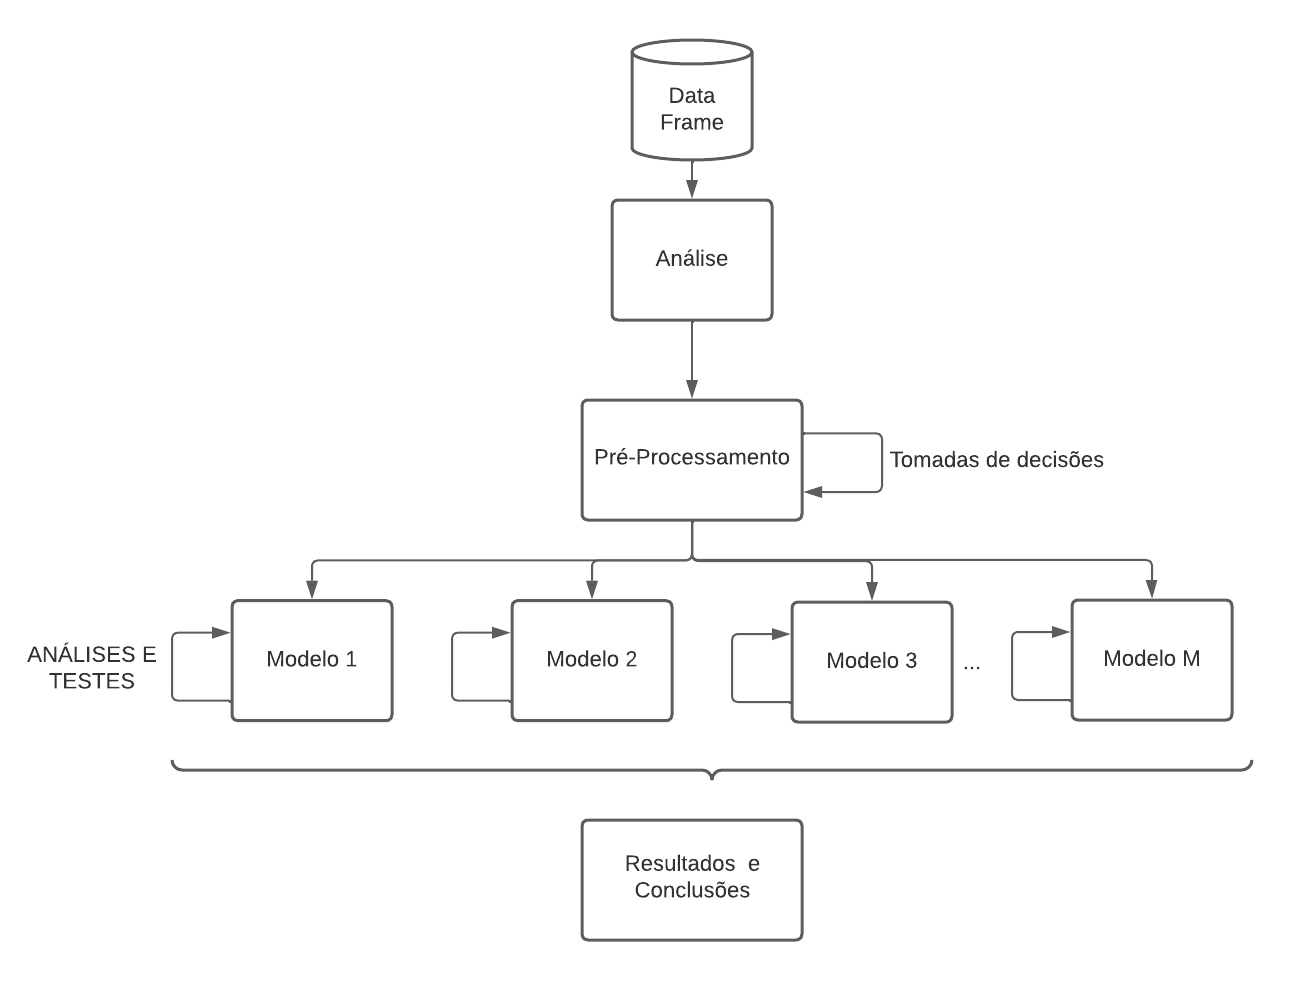 Data
Frame
Análise
Pré-Processamento
Tomadas de decisões
ANÁLISES E
TESTES
Modelo 1
Modelo 2
Modelo 3
...
Modelo M
Resultados e
Conclusões